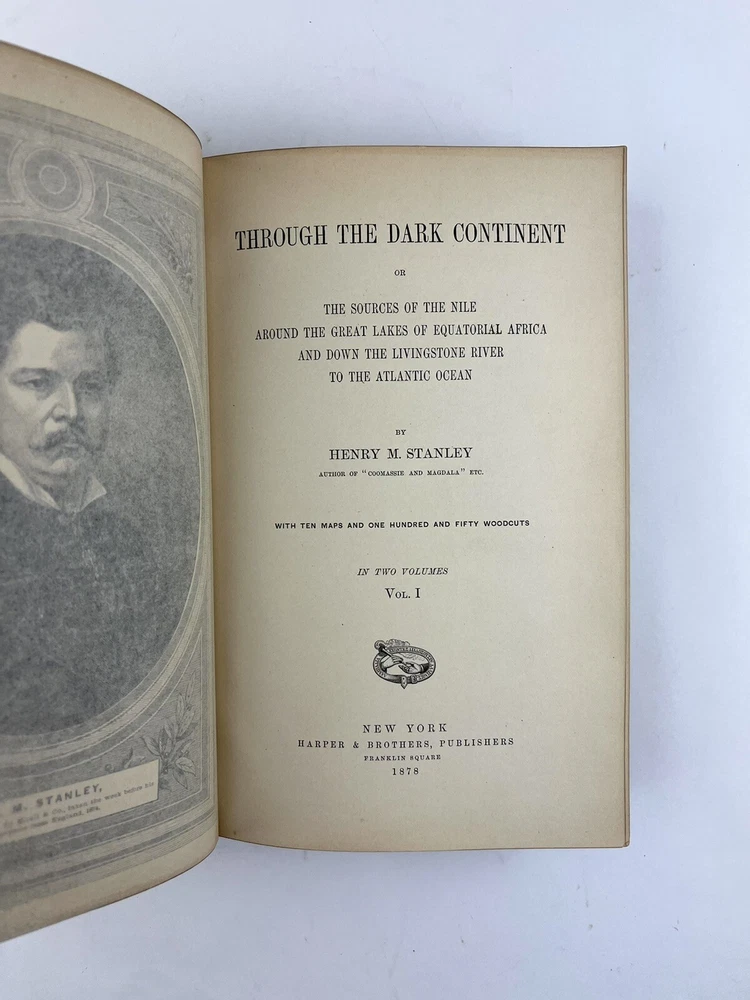 M. STANLEY,
THROUGH THE DARK CONTINENT
OR
THE SOURCES OF THE NILE
AROUND THE GREAT LAKES OF EQUATORIAL AFRICA
AND DOWN THE LIVINGSTONE RIVER
TO THE ATLANTIC OCEAN
BY
HENRY M. STANLEY
AUTHOR OF "COOMASSIE AND MAGDALA" ETC.
WITH TEN MAPS AND ONE HUNDRED AND FIFTY WOODCUTS
IN TWO VOLUMES
VOL. I
NEW YORK
HARPER & BROTHERS, PUBLISHERS
FRANKLIN SQUARE
1878